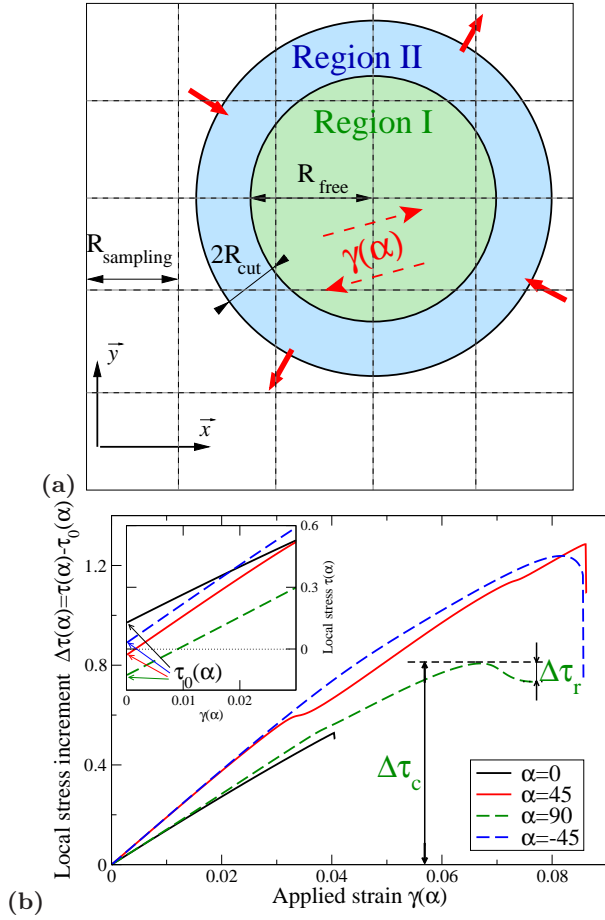 Region II
Region I
R free
γ(α)
R sampling
2R cut
y
x
(a)
Local stress increment Δτ(α)=τ(α)-τ₀(α)
1.2
0.8
0.4
0
0.6
0.3
0
Local stress τ(α)
τ₀(α)
0
0.01
0.02
γ(α)
Δτc
Δτr
α=0
α=45
α=90
α=-45
0
0.02
0.04
0.06
0.08
Applied strain γ(α)
(b)